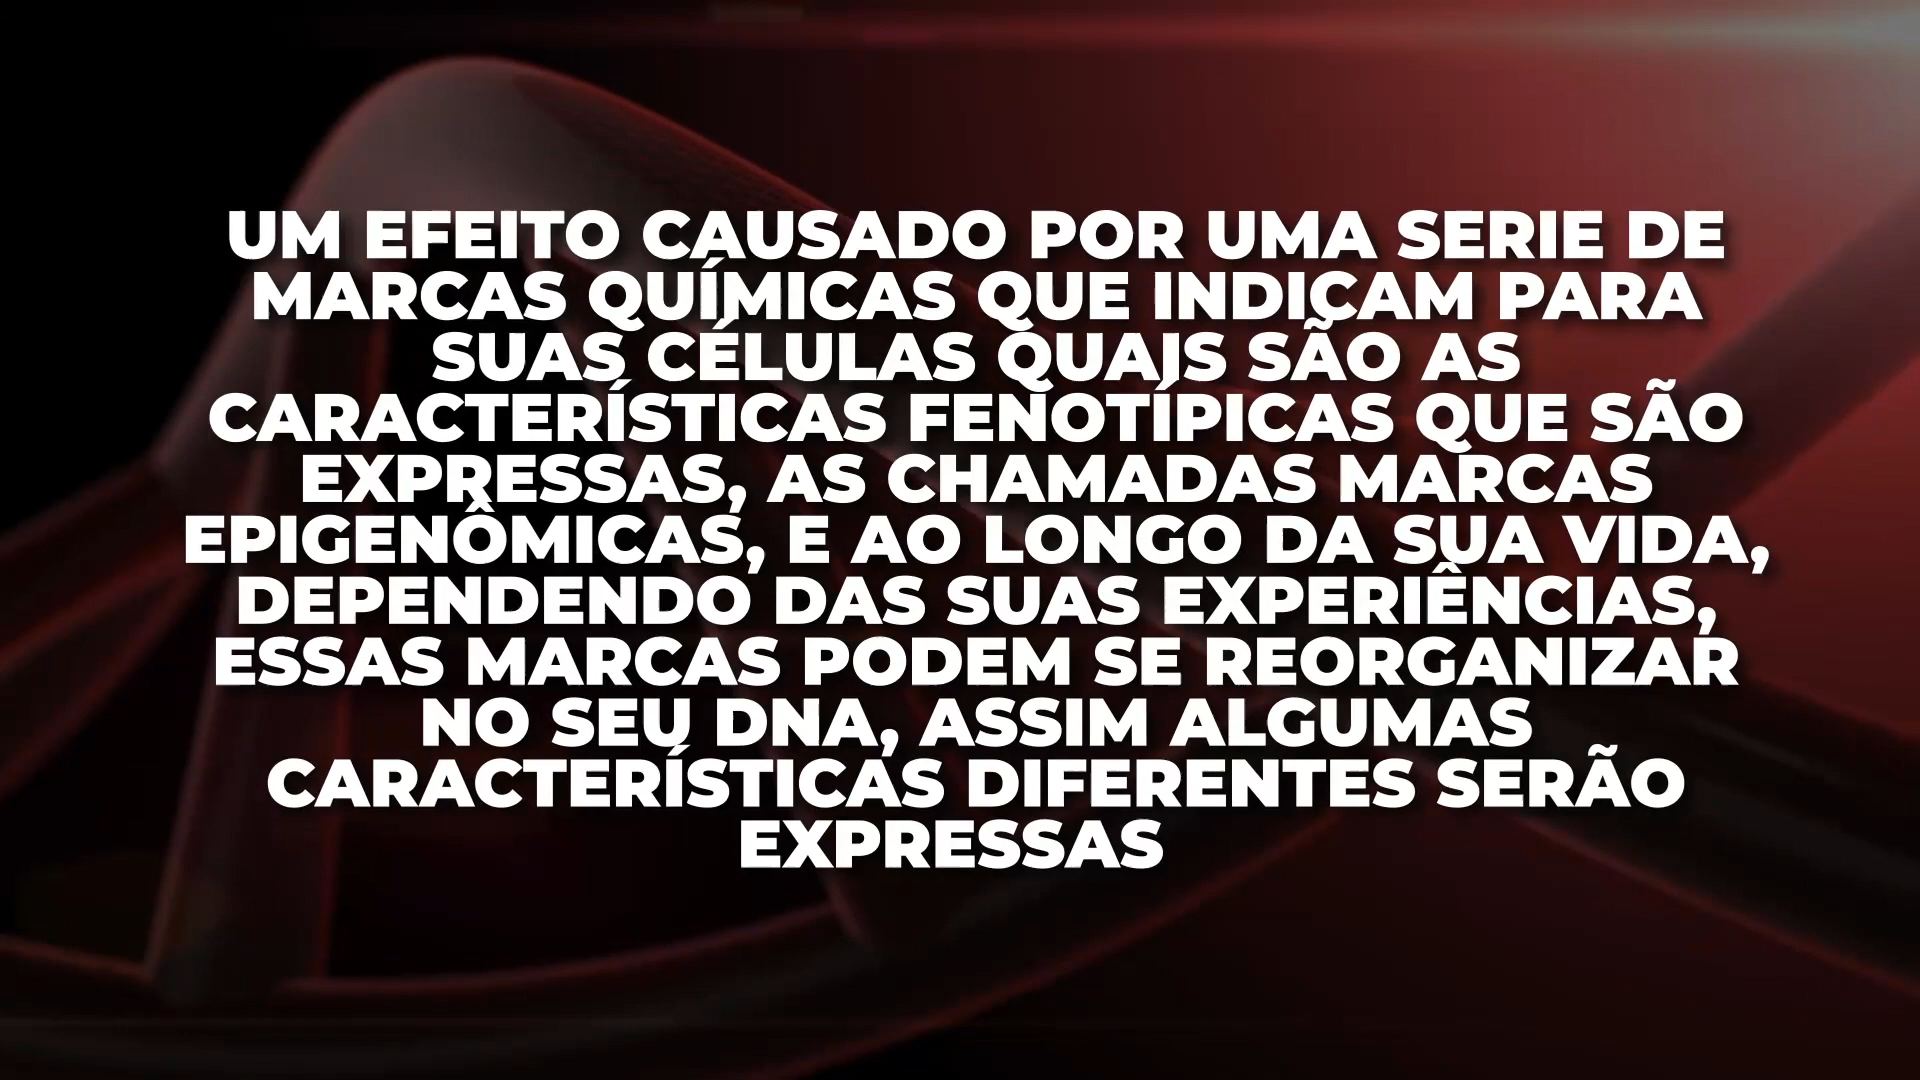 UM EFEITO CAUSADO POR UMA SERIE DE
MARCAS QUÍMICAS QUE INDICAM PARA
SUAS CÉLULAS QUAIS SÃO AS
CARACTERÍSTICAS FENOTÍPICAS QUE SÃO
EXPRESSAS, AS CHAMADAS MARCAS
EPIGENÔMICAS, E AO LONGO DA SUA VIDA,
DEPENDENDO DAS SUAS EXPERIÊNCIAS,
ESSAS MARCAS PODEM SE REORGANIZAR
NO SEU DNA, ASSIM ALGUMAS
CARACTERÍSTICAS DIFERENTES SERÃO
EXPRESSAS